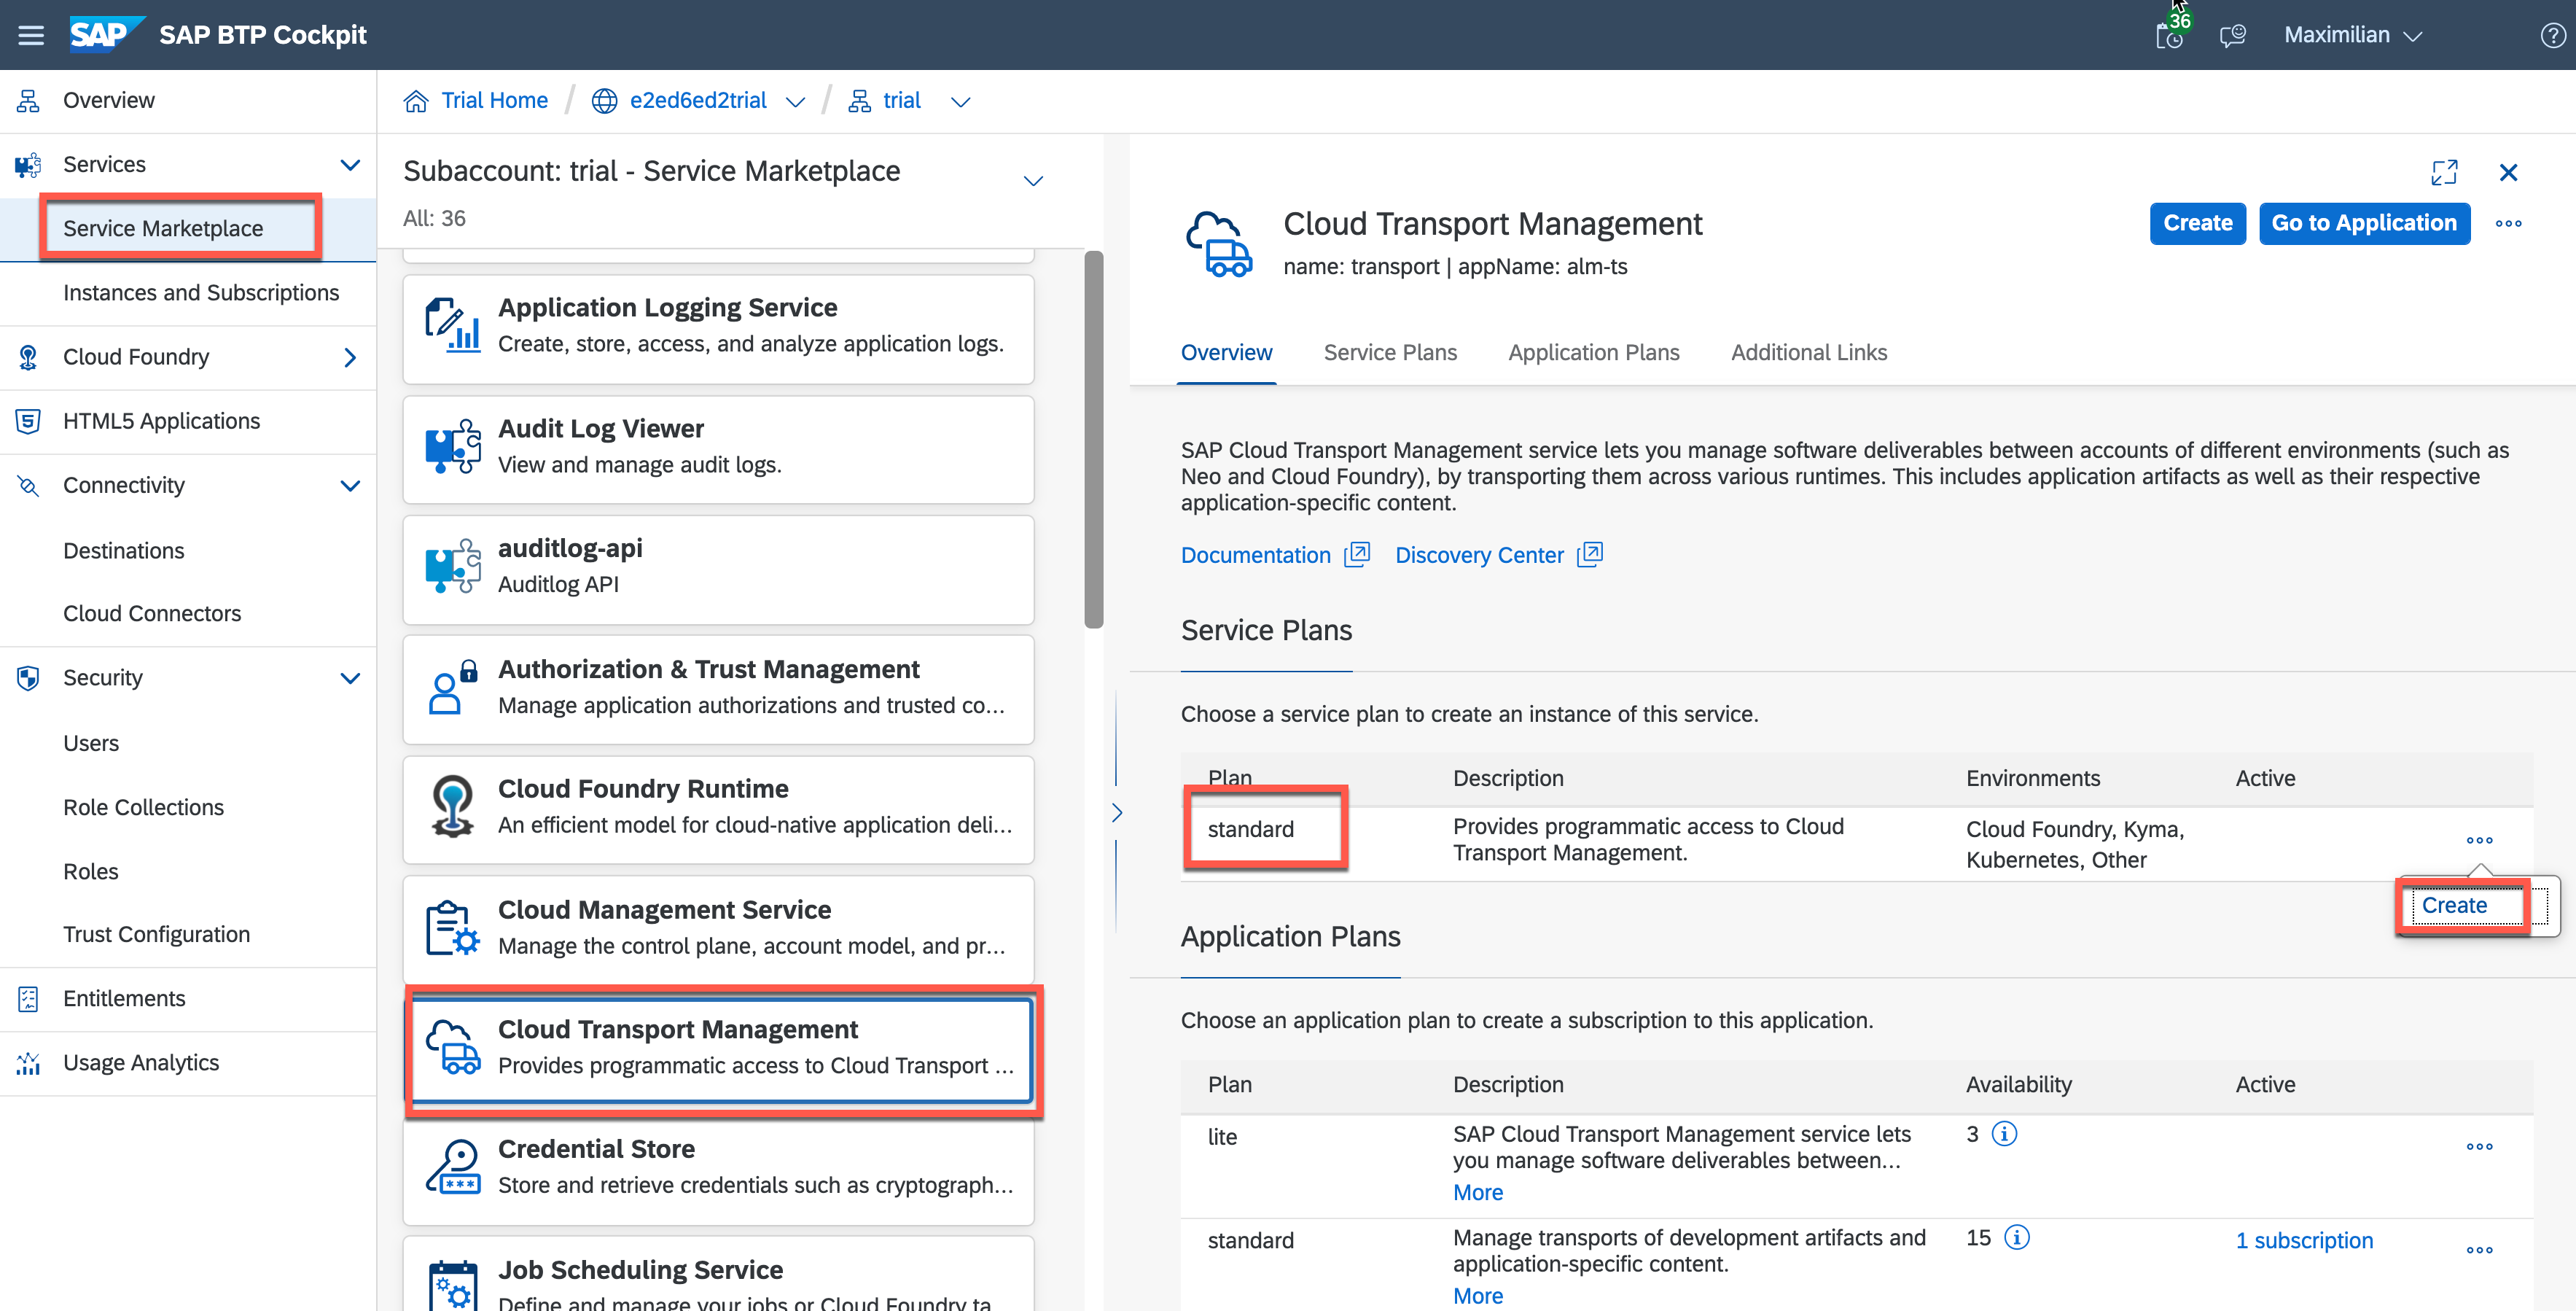 SAP SAP BTP Cockpit
36
Maximilian
Overview
Services
Service Marketplace
Instances and Subscriptions
Cloud Foundry
HTML5 Applications
Connectivity
Destinations
Cloud Connectors
Security
Users
Role Collections
Roles
Trust Configuration
Entitlements
Usage Analytics
Trial Home / e2ed6ed2trial / trial
Subaccount: trial - Service Marketplace
All: 36
Application Logging Service
Create, store, access, and analyze application logs.
Audit Log Viewer
View and manage audit logs.
auditlog-api
Auditlog API
Authorization & Trust Management
Manage application authorizations and trusted co...
Cloud Foundry Runtime
An efficient model for cloud-native application deli...
Cloud Management Service
Manage the control plane, account model, and pr...
Cloud Transport Management
Provides programmatic access to Cloud Transport ...
Credential Store
Store and retrieve credentials such as cryptograph...
Job Scheduling Service
Define and manage your jobs or Cloud Foundry ta
Cloud Transport Management
name: transport | appName: alm-ts
Create
Go to Application
Overview
Service Plans
Application Plans
Additional Links
SAP Cloud Transport Management service lets you manage software deliverables between accounts of different environments (such as
Neo and Cloud Foundry), by transporting them across various runtimes. This includes application artifacts as well as their respective
application-specific content.
Documentation
Discovery Center
Service Plans
Choose a service plan to create an instance of this service.
Plan Description Environments Active
standard
Provides programmatic access to Cloud
Transport Management.
Cloud Foundry, Kyma,
Kubernetes, Other
Create
Application Plans
Choose an application plan to create a subscription to this application.
Plan Description Availability Active
lite
SAP Cloud Transport Management service lets
you manage software deliverables between...
More
3
standard
Manage transports of development artifacts and
application-specific content.
More
15
1 subscription